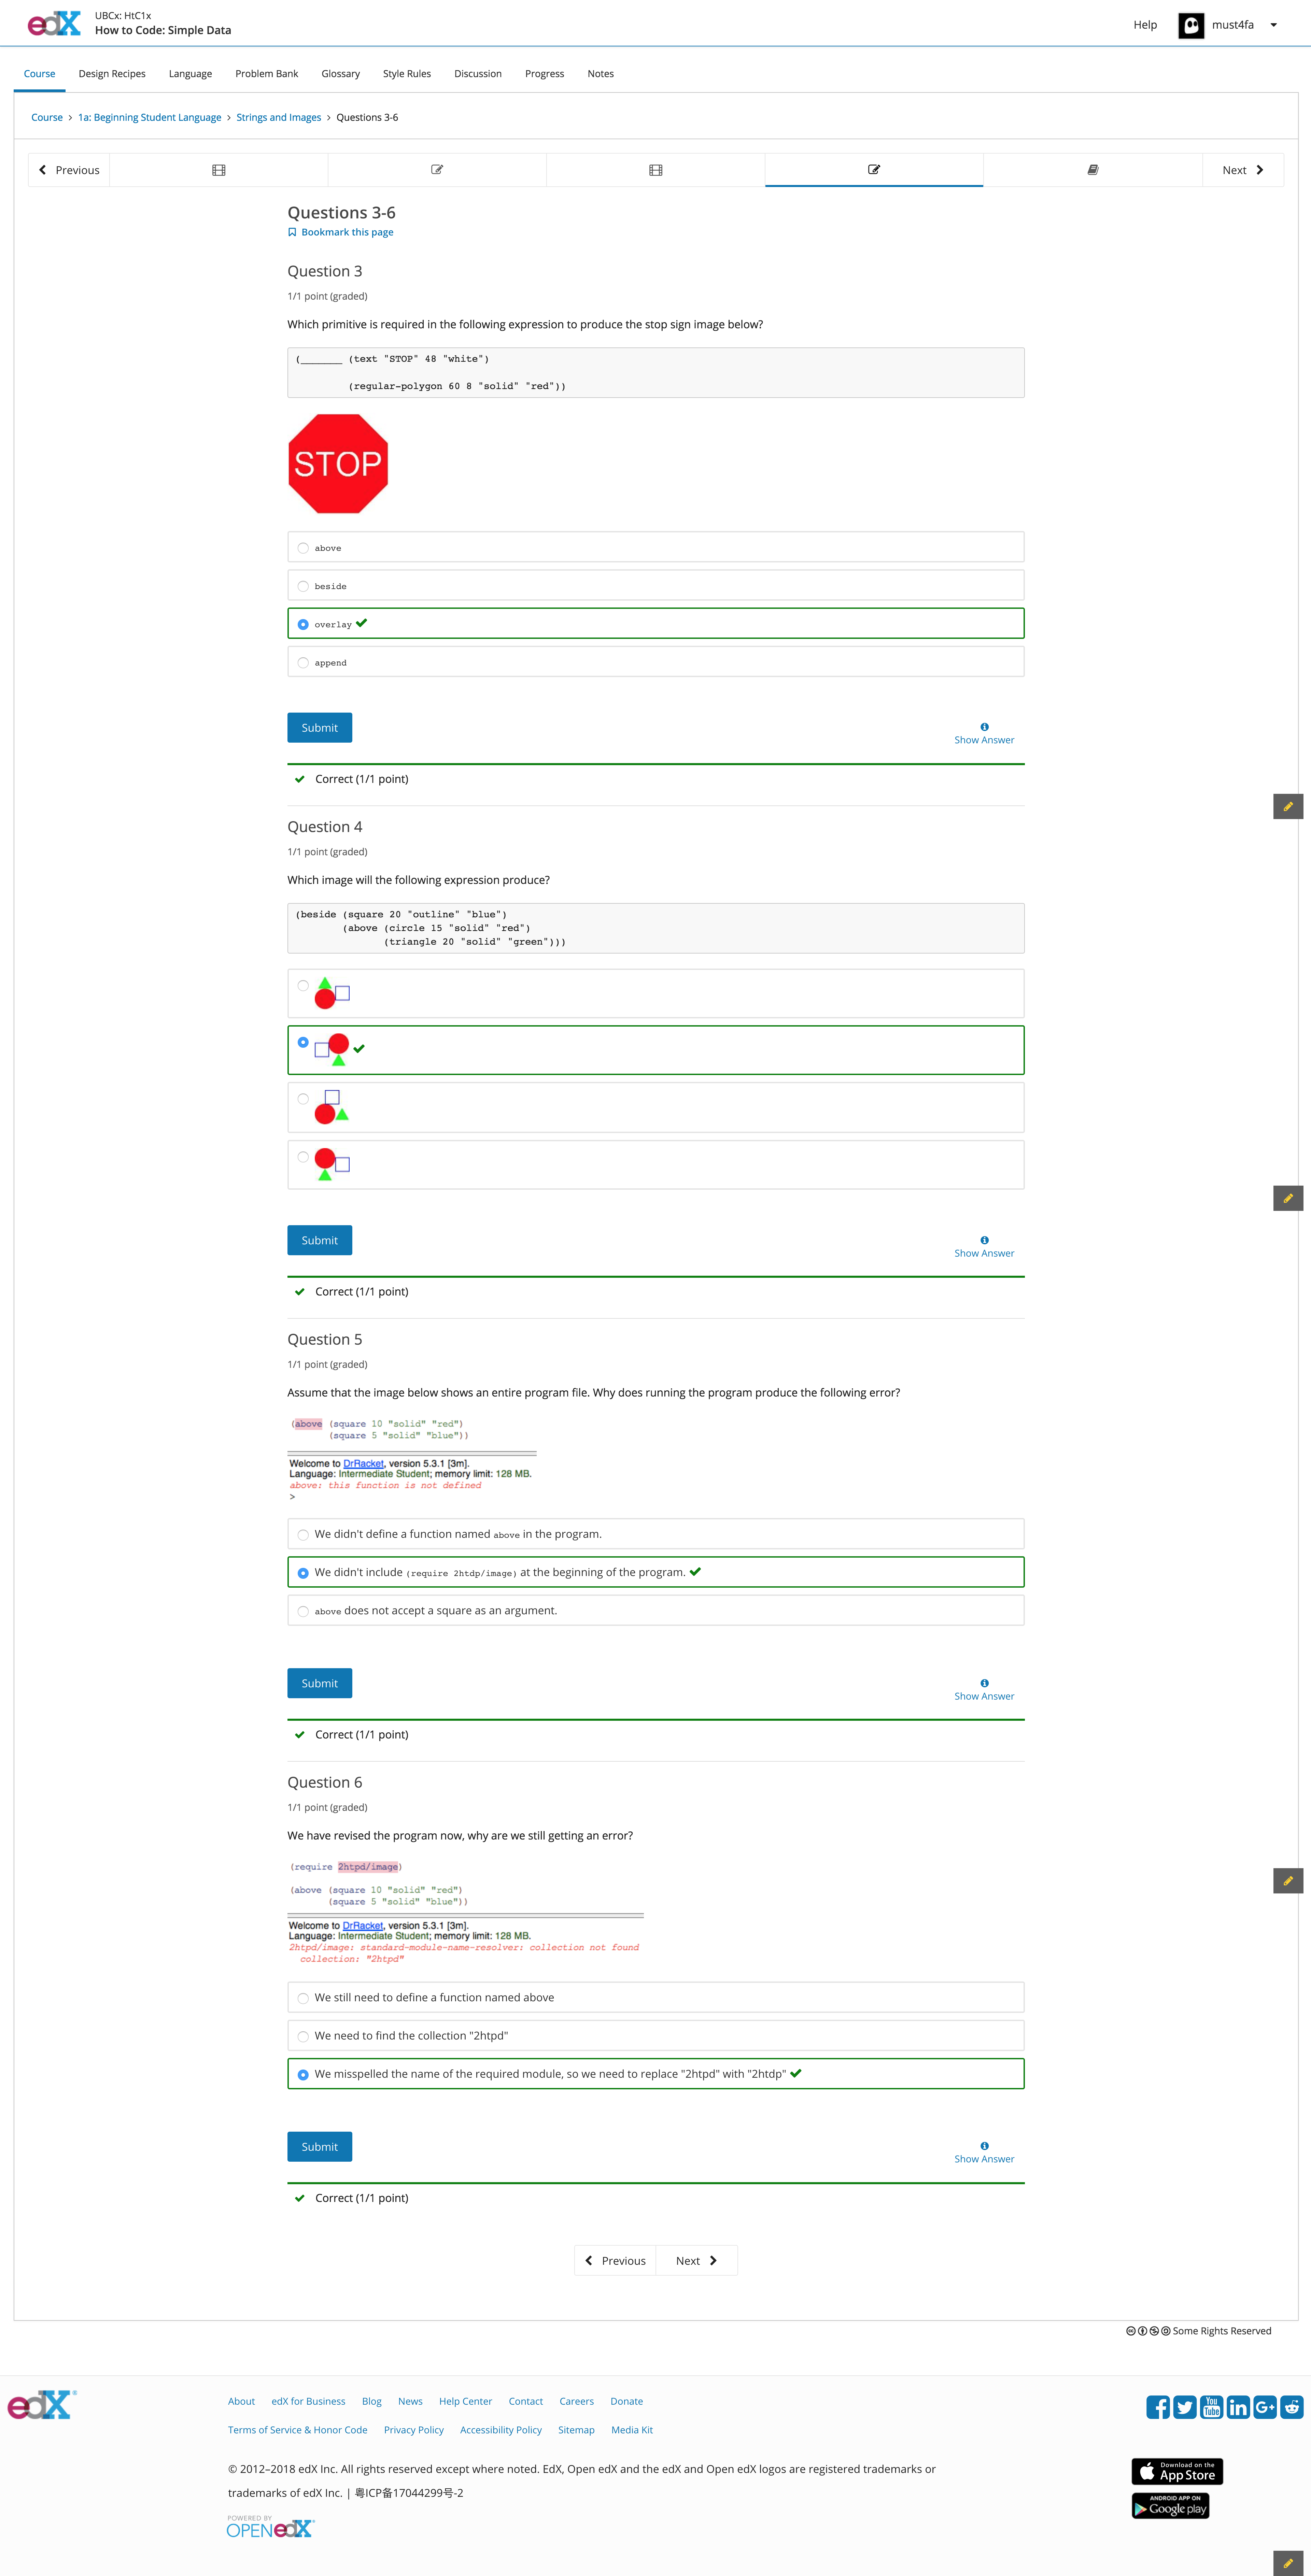 edX
UBCx: HtC1x
How to Code: Simple Data
Help
must4fa
Course Design Recipes Language Problem Bank Glossary Style Rules Discussion Progress Notes
Course > 1a: Beginning Student Language > Strings and Images > Questions 3-6
Previous
Next
Questions 3-6
Bookmark this page
Question 3
1/1 point (graded)
Which primitive is required in the following expression to produce the stop sign image below?
(_______ (text "STOP" 48 "white")
(regular-polygon 60 8 "solid" "red"))
STOP
above
beside
overlay
append
Submit
Show Answer
Correct (1/1 point)
Question 4
1/1 point (graded)
Which image will the following expression produce?
(beside (square 20 "outline" "blue")
(above (circle 15 "solid" "red")
(triangle 20 "solid" "green")))
Submit
Show Answer
Correct (1/1 point)
Question 5
1/1 point (graded)
Assume that the image below shows an entire program file. Why does running the program produce the following error?
(above (square 10 "solid" "red")
(square 5 "solid" "blue"))
Welcome to DrRacket, version 5.3.1 [3m].
Language: Intermediate Student; memory limit: 128 MB.
above: this function is not defined
>
We didn't define a function named above in the program.
We didn't include (require 2htdp/image) at the beginning of the program.
above does not accept a square as an argument.
Submit
Show Answer
Correct (1/1 point)
Question 6
1/1 point (graded)
We have revised the program now, why are we still getting an error?
(require 2htpd/image)
(above (square 10 "solid" "red")
(square 5 "solid" "blue"))
Welcome to DrRacket, version 5.3.1 [3m].
Language: Intermediate Student; memory limit: 128 MB.
2htpd/image: standard-module-name-resolver: collection not found
collection: "2htpd"
We still need to define a function named above
We need to find the collection "2htpd"
We misspelled the name of the required module, so we need to replace "2htpd" with "2htdp"
Submit
Show Answer
Correct (1/1 point)
Previous Next
Some Rights Reserved
edX
About edX for Business Blog News Help Center Contact Careers Donate
You Tube in G+
Terms of Service & Honor Code Privacy Policy Accessibility Policy Sitemap Media Kit
© 2012–2018 edX Inc. All rights reserved except where noted. EdX, Open edX and the edX and Open edX logos are registered trademarks or
trademarks of edX Inc. | 粤ICP备17044299号-2
Download on the
App Store
ANDROID APP ON
Google play
POWERED BY
OPEN edX